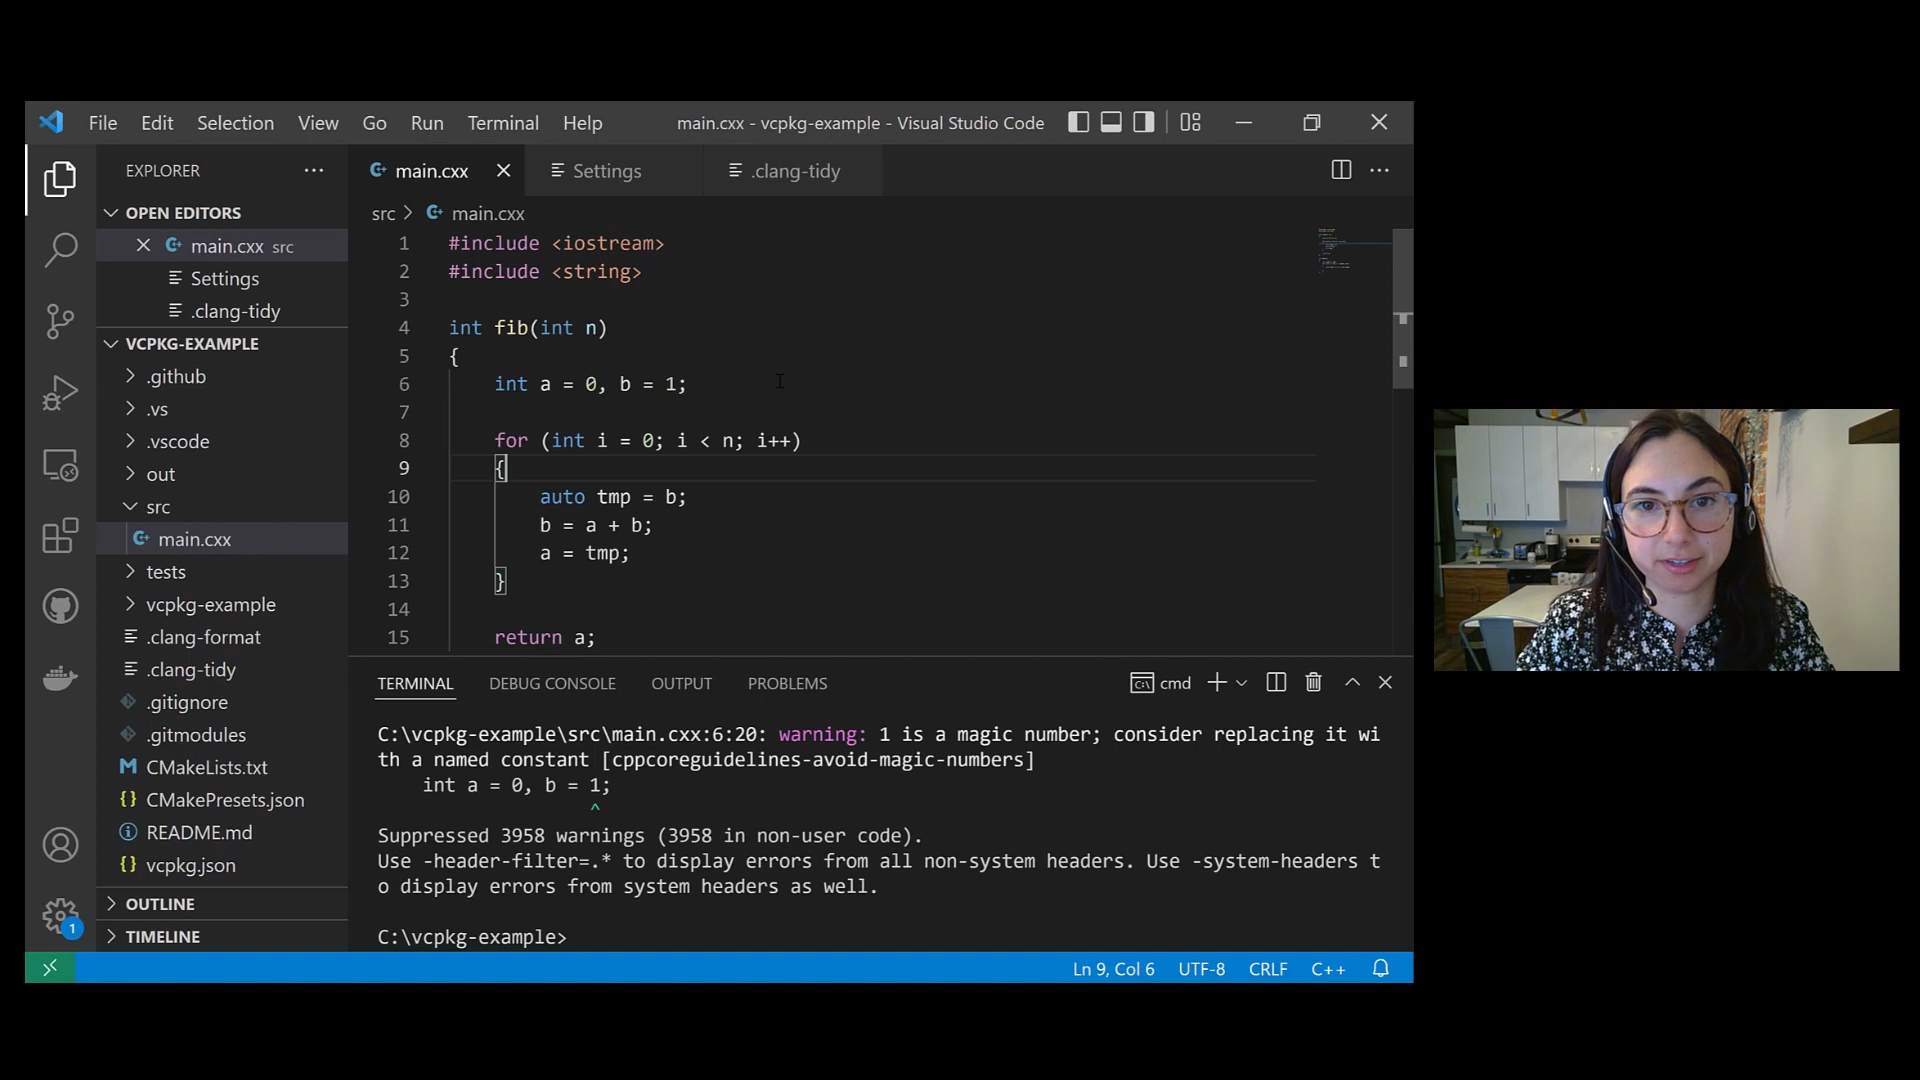 File Edit Selection View Go Run Terminal Help main.cxx - vcpkg-example - Visual Studio Code
EXPLORER
OPEN EDITORS
main.cxx src
Settings
.clang-tidy
VCPKG-EXAMPLE
.github
.vs
.vscode
out
src
main.cxx
tests
vcpkg-example
.clang-format
.clang-tidy
.gitignore
.gitmodules
CMakeLists.txt
CMakePresets.json
README.md
vcpkg.json
OUTLINE
TIMELINE
1
main.cxx Settings .clang-tidy
src > main.cxx
1 #include <iostream>
2 #include <string>
3
4 int fib(int n)
5 {
6 int a = 0, b = 1;
7
8 for (int i = 0; i < n; i++)
9 {
10 auto tmp = b;
11 b = a + b;
12 a = tmp;
13 }
14
15 return a;
TERMINAL DEBUG CONSOLE OUTPUT PROBLEMS cmd
C:\vcpkg-example\src\main.cxx:6:20: warning: 1 is a magic number; consider replacing it wi
th a named constant [cppcoreguidelines-avoid-magic-numbers]
int a = 0, b = 1;
^
Suppressed 3958 warnings (3958 in non-user code).
Use -header-filter=.* to display errors from all non-system headers. Use -system-headers t
o display errors from system headers as well.
C:\vcpkg-example>
Ln 9, Col 6 UTF-8 CRLF C++